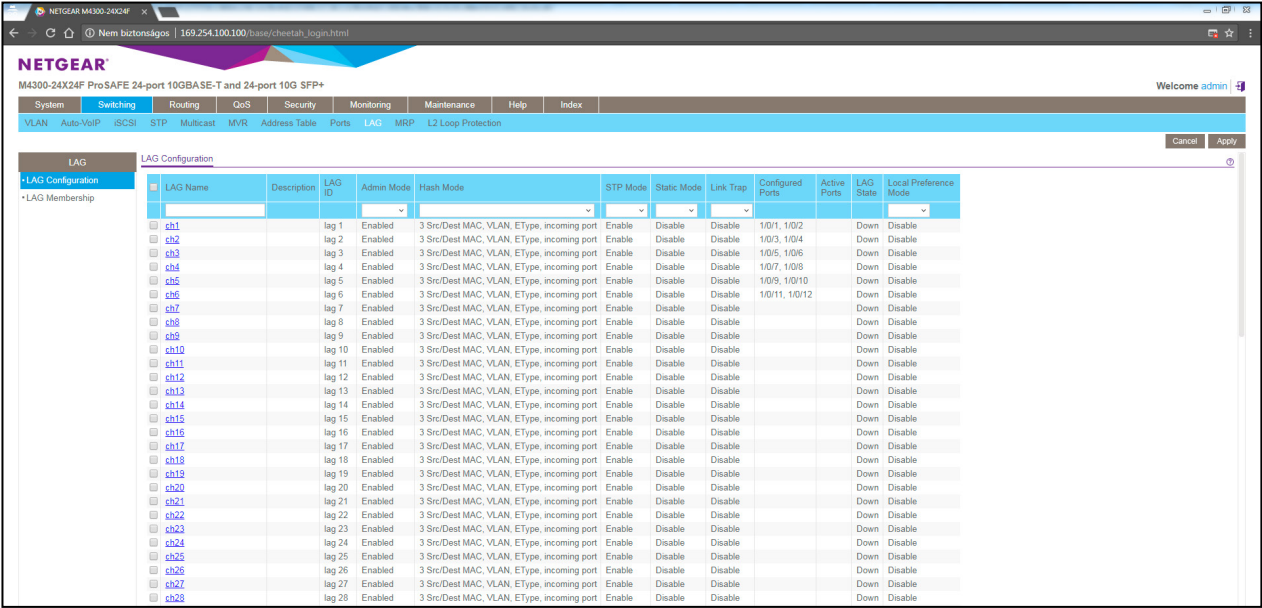 NETGEAR M4300-24X24F
Nem biztonságos | 169.254.100.100/base/cheetah_login.html
NETGEAR®
M4300-24X24F ProSAFE 24-port 10GBASE-T and 24-port 10G SFP+
Welcome admin
System Switching Routing QoS Security Monitoring Maintenance Help Index
VLAN Auto-VoIP iSCSI STP Multicast MVR Address Table Ports LAG MRP L2 Loop Protection
Cancel Apply
LAG
• LAG Configuration
• LAG Membership
LAG Configuration
LAG Name Description LAG ID Admin Mode Hash Mode STP Mode Static Mode Link Trap Configured Ports Active Ports LAG State Local Preference Mode
ch1 lag 1 Enabled 3 Src/Dest MAC, VLAN, EType, incoming port Enable Disable Disable 1/0/1, 1/0/2 Down Disable
ch2 lag 2 Enabled 3 Src/Dest MAC, VLAN, EType, incoming port Enable Disable Disable 1/0/3, 1/0/4 Down Disable
ch3 lag 3 Enabled 3 Src/Dest MAC, VLAN, EType, incoming port Enable Disable Disable 1/0/5, 1/0/6 Down Disable
ch4 lag 4 Enabled 3 Src/Dest MAC, VLAN, EType, incoming port Enable Disable Disable 1/0/7, 1/0/8 Down Disable
ch5 lag 5 Enabled 3 Src/Dest MAC, VLAN, EType, incoming port Enable Disable Disable 1/0/9, 1/0/10 Down Disable
ch6 lag 6 Enabled 3 Src/Dest MAC, VLAN, EType, incoming port Enable Disable Disable 1/0/11, 1/0/12 Down Disable
ch7 lag 7 Enabled 3 Src/Dest MAC, VLAN, EType, incoming port Enable Disable Disable Down Disable
ch8 lag 8 Enabled 3 Src/Dest MAC, VLAN, EType, incoming port Enable Disable Disable Down Disable
ch9 lag 9 Enabled 3 Src/Dest MAC, VLAN, EType, incoming port Enable Disable Disable Down Disable
ch10 lag 10 Enabled 3 Src/Dest MAC, VLAN, EType, incoming port Enable Disable Disable Down Disable
ch11 lag 11 Enabled 3 Src/Dest MAC, VLAN, EType, incoming port Enable Disable Disable Down Disable
ch12 lag 12 Enabled 3 Src/Dest MAC, VLAN, EType, incoming port Enable Disable Disable Down Disable
ch13 lag 13 Enabled 3 Src/Dest MAC, VLAN, EType, incoming port Enable Disable Disable Down Disable
ch14 lag 14 Enabled 3 Src/Dest MAC, VLAN, EType, incoming port Enable Disable Disable Down Disable
ch15 lag 15 Enabled 3 Src/Dest MAC, VLAN, EType, incoming port Enable Disable Disable Down Disable
ch16 lag 16 Enabled 3 Src/Dest MAC, VLAN, EType, incoming port Enable Disable Disable Down Disable
ch17 lag 17 Enabled 3 Src/Dest MAC, VLAN, EType, incoming port Enable Disable Disable Down Disable
ch18 lag 18 Enabled 3 Src/Dest MAC, VLAN, EType, incoming port Enable Disable Disable Down Disable
ch19 lag 19 Enabled 3 Src/Dest MAC, VLAN, EType, incoming port Enable Disable Disable Down Disable
ch20 lag 20 Enabled 3 Src/Dest MAC, VLAN, EType, incoming port Enable Disable Disable Down Disable
ch21 lag 21 Enabled 3 Src/Dest MAC, VLAN, EType, incoming port Enable Disable Disable Down Disable
ch22 lag 22 Enabled 3 Src/Dest MAC, VLAN, EType, incoming port Enable Disable Disable Down Disable
ch23 lag 23 Enabled 3 Src/Dest MAC, VLAN, EType, incoming port Enable Disable Disable Down Disable
ch24 lag 24 Enabled 3 Src/Dest MAC, VLAN, EType, incoming port Enable Disable Disable Down Disable
ch25 lag 25 Enabled 3 Src/Dest MAC, VLAN, EType, incoming port Enable Disable Disable Down Disable
ch26 lag 26 Enabled 3 Src/Dest MAC, VLAN, EType, incoming port Enable Disable Disable Down Disable
ch27 lag 27 Enabled 3 Src/Dest MAC, VLAN, EType, incoming port Enable Disable Disable Down Disable
ch28 lag 28 Enabled 3 Src/Dest MAC, VLAN, EType, incoming port Enable Disable Disable Down Disable